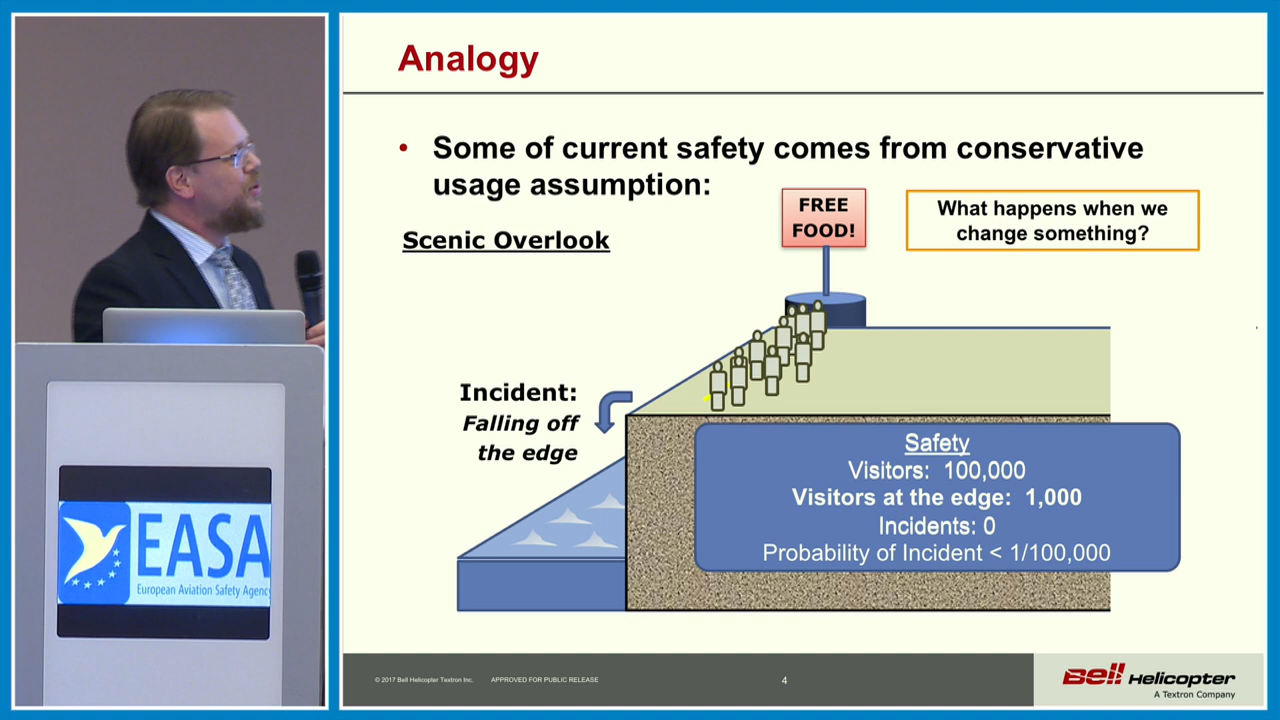 Analogy
• Some of current safety comes from conservative
usage assumption:
FREE
FOOD!
What happens when we
change something?
Scenic Overlook
Incident:
Falling off
the edge
Safety
Visitors: 100,000
Visitors at the edge: 1,000
Incidents: 0
Probability of Incident < 1/100,000
EASA
European Aviation Safety Agency
© 2017 Bell Helicopter Textron Inc. APPROVED FOR PUBLIC RELEASE
4
Bell Helicopter
A Textron Company